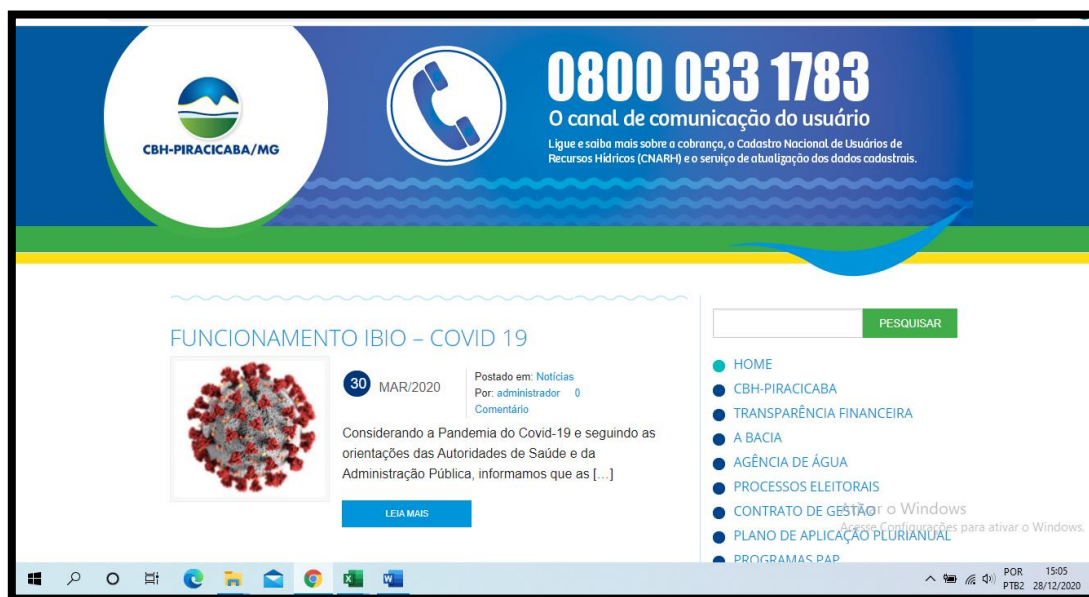 0800 033 1783
O canal de comunicação do usuário
Ligue e saiba mais sobre a cobrança, o Cadastro Nacional de Usuários de
Recursos Hídricos (CNARH) e o serviço de atualização dos dados cadastrais.
CBH-PIRACICABA/MG
FUNCIONAMENTO IBIO – COVID 19
30 MAR/2020
Postado em: Notícias
Por: administrador 0
Comentário
Considerando a Pandemia do Covid-19 e seguindo as
orientações das Autoridades de Saúde e da
Administração Pública, informamos que as [...]
LEIA MAIS
PESQUISAR
HOME
CBH-PIRACICABA
TRANSPARÊNCIA FINANCEIRA
A BACIA
AGÊNCIA DE ÁGUA
PROCESSOS ELEITORAIS
CONTRATO DE GESTÃO
PLANO DE APLICAÇÃO PLURIANUAL
PROGRAMAS PAP
Ativar o Windows
Acesse Configurações para ativar o Windows.
POR 15:05
PTB2 28/12/2020